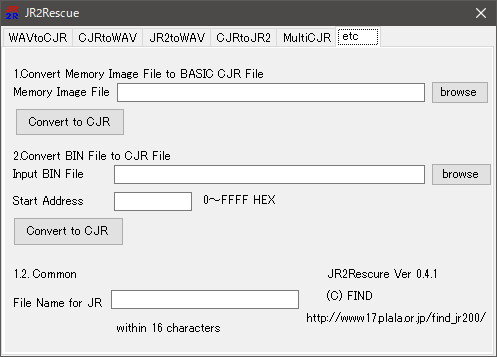 JR2Rescue
WAVtoCJR CJRtoWAV JR2toWAV CJRtoJR2 MultiCJR etc
1.Convert Memory Image File to BASIC CJR File
Memory Image File browse
Convert to CJR
2.Convert BIN File to CJR File
Input BIN File browse
Start Address 0～FFFF HEX
Convert to CJR
1.2. Common JR2Rescure Ver 0.4.1
(C) FIND
File Name for JR
http://www17.plala.or.jp/find_jr200/
within 16 characters